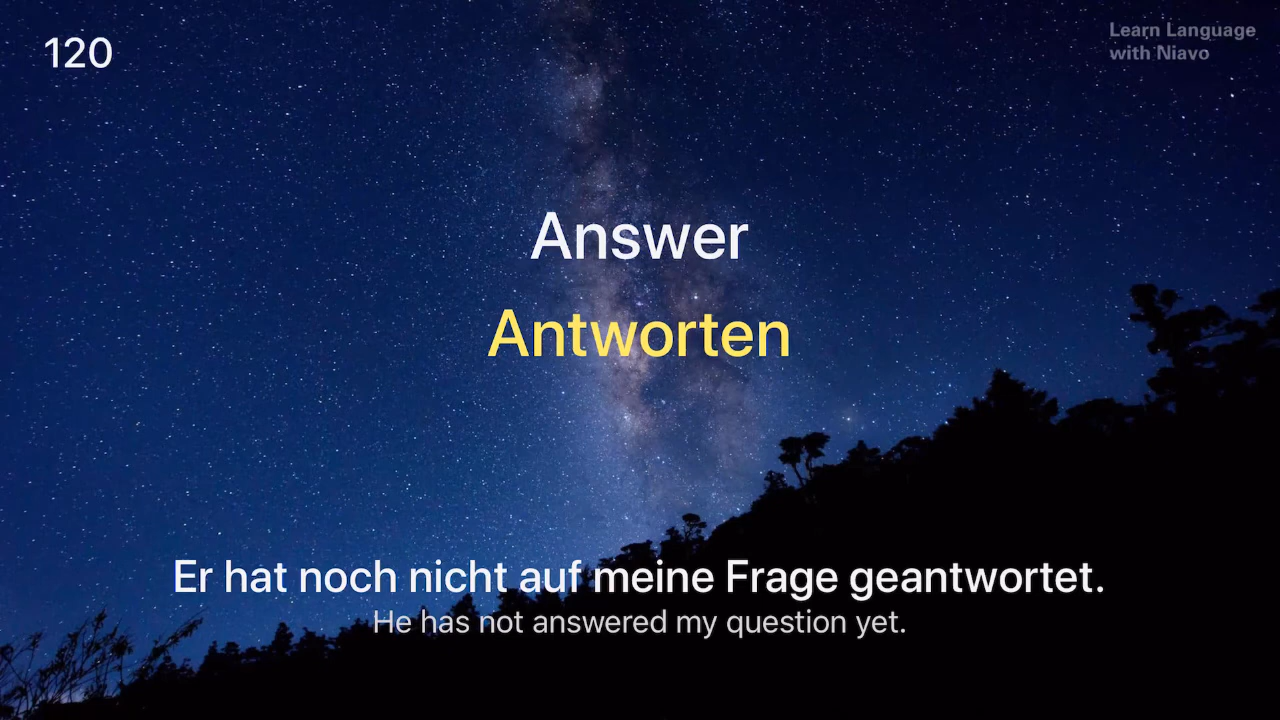 120
Learn Language
with Niavo
Answer
Antworten
Er hat noch nicht auf meine Frage geantwortet.
He has not answered my question yet.